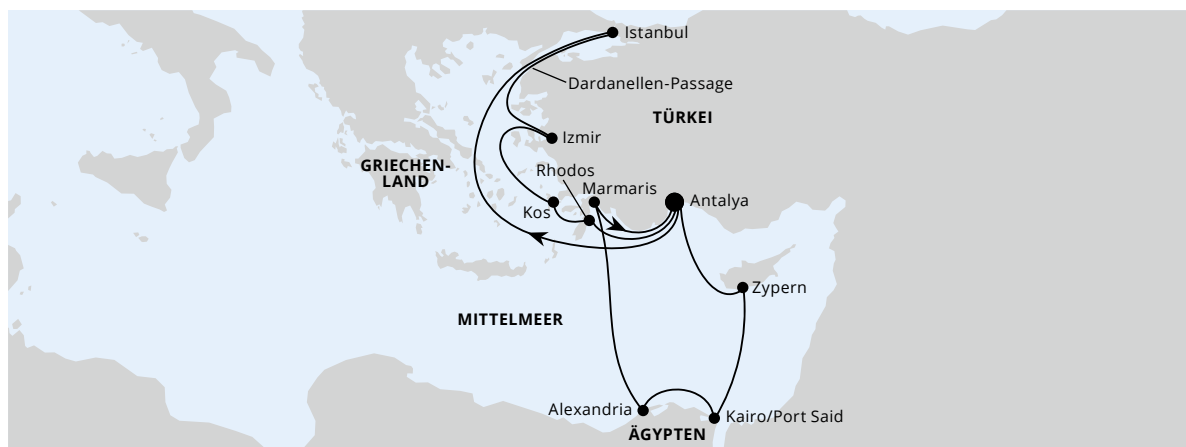 Istanbul
Dardanellen-Passage
TÜRKEI
Izmir
GRIECHEN-
LAND
Rhodos
Marmaris
Antalya
Kos
Zypern
MITTELMEER
Alexandria
Kairo/Port Said
ÄGYPTEN